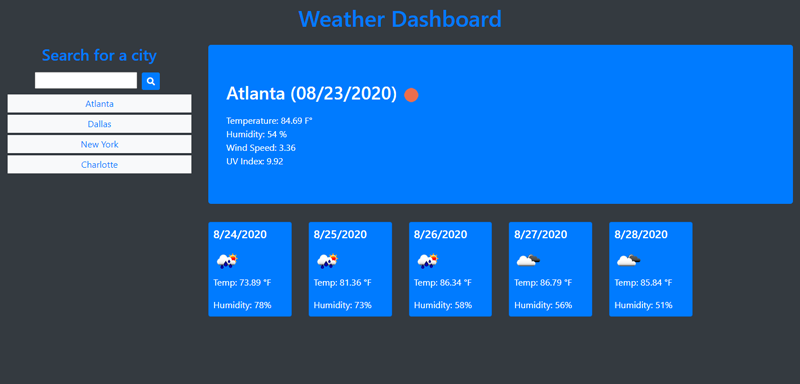 Weather Dashboard
Search for a city
Atlanta
Dallas
New York
Charlotte
Atlanta (08/23/2020)
Temperature: 84.69 F°
Humidity: 54 %
Wind Speed: 3.36
UV Index: 9.92
8/24/2020
Temp: 73.89 °F
Humidity: 78%
8/25/2020
Temp: 81.36 °F
Humidity: 73%
8/26/2020
Temp: 86.34 °F
Humidity: 58%
8/27/2020
Temp: 86.79 °F
Humidity: 56%
8/28/2020
Temp: 85.84 °F
Humidity: 51%